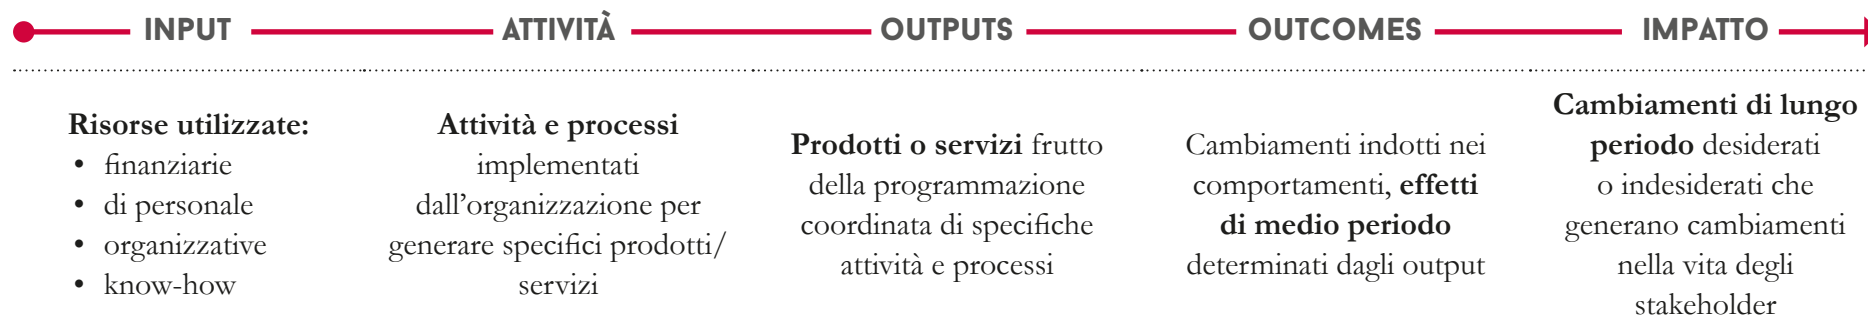 INPUT
ATTIVITÀ
OUTPUTS
OUTCOMES
IMPATTO
Risorse utilizzate:
• finanziarie
• di personale
• organizzative
• know-how
Attività e processi
implementati
dall’organizzazione per
generare specifici prodotti/
servizi
Prodotti o servizi frutto
della programmazione
coordinata di specifiche
attività e processi
Cambiamenti indotti nei
comportamenti, effetti
di medio periodo
determinati dagli output
Cambiamenti di lungo
periodo desiderati
o indesiderati che
generano cambiamenti
nella vita degli
stakeholder